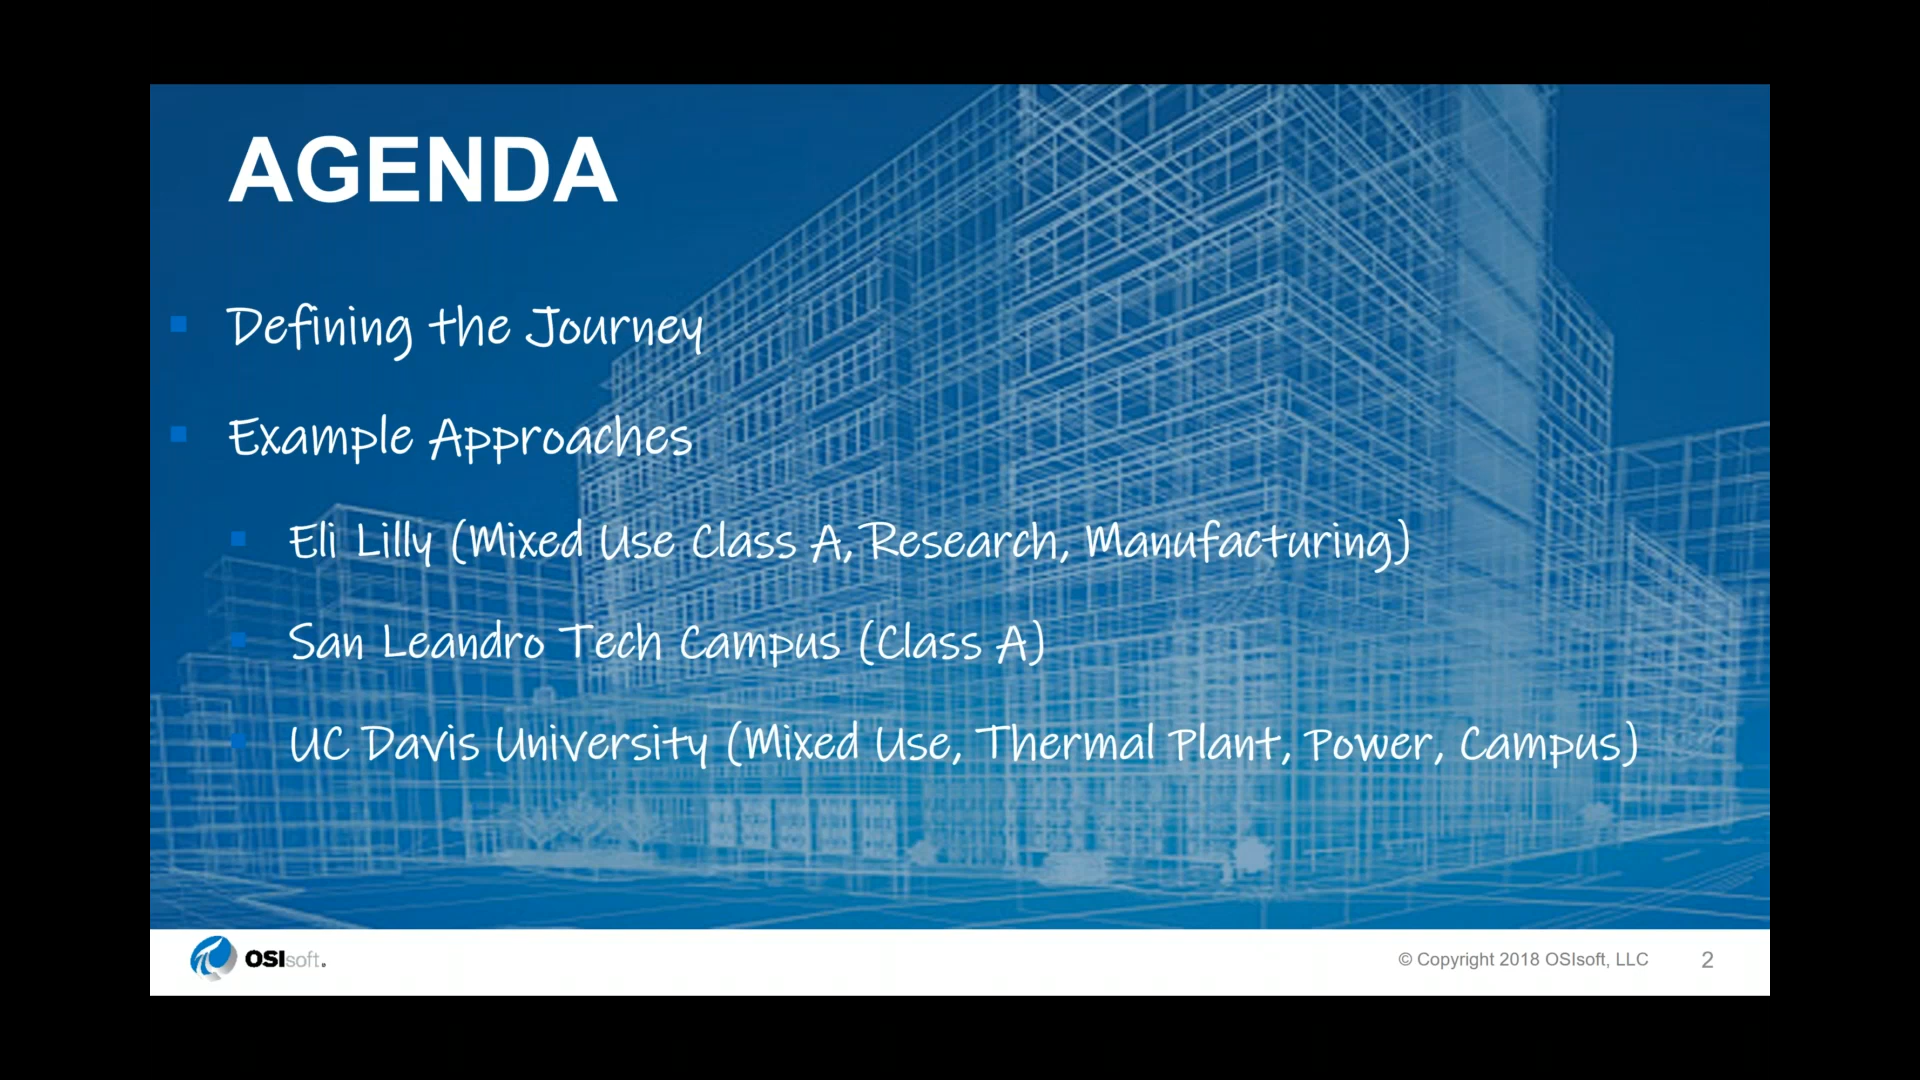 AGENDA
Defining the Journey
Example Approaches
Eli Lilly (Mixed Use Class A, Research, Manufacturing)
San Leandro Tech Campus (Class A)
UC Davis University (Mixed Use, Thermal Plant, Power, Campus)
OSIsoft.
© Copyright 2018 OSIsoft, LLC 2